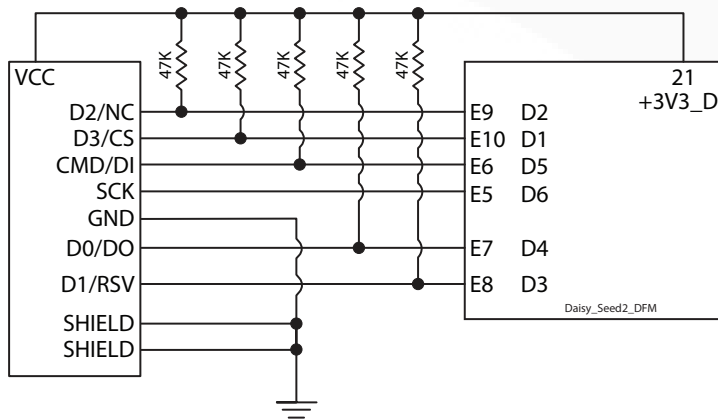 47K
47K
47K
47K
47K
VCC
21
+3V3_D
D2/NC
E9 D2
D3/CS
E10 D1
CMD/DI
E6 D5
SCK
E5 D6
GND
D0/DO
E7 D4
D1/RSV
E8 D3
Daisy_Seed2_DFM
SHIELD
SHIELD